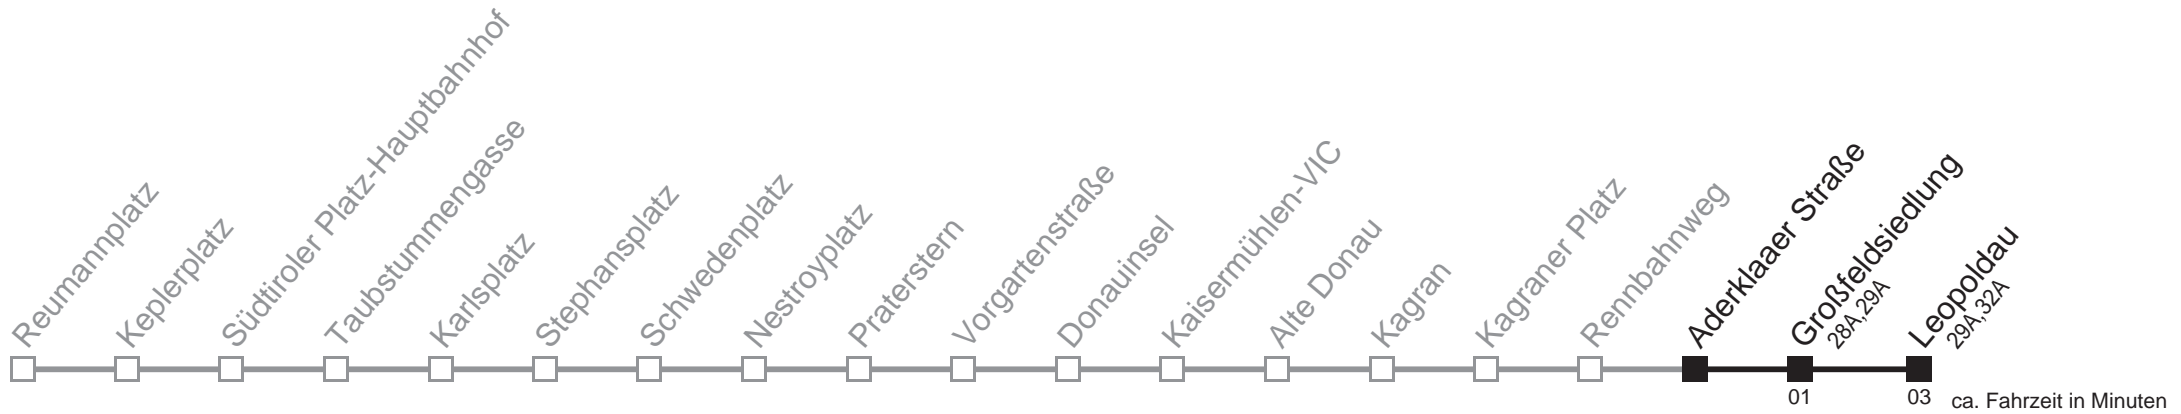 Reumannplatz
Keplerplatz
Südtiroler Platz-Hauptbahnhof
Taubstummengasse
Karlsplatz
Stephansplatz
Schwedenplatz
Nestroyplatz
Praterstern
Vorgartenstraße
Donauinsel
Kaisermühlen-VIC
Alte Donau
Kagran
Kagraner Platz
Rennbahnweg
Aderklaaer Straße
Großfeldsiedlung
28A,29A
Leopoldau
29A,32A
01
03
ca. Fahrzeit in Minuten